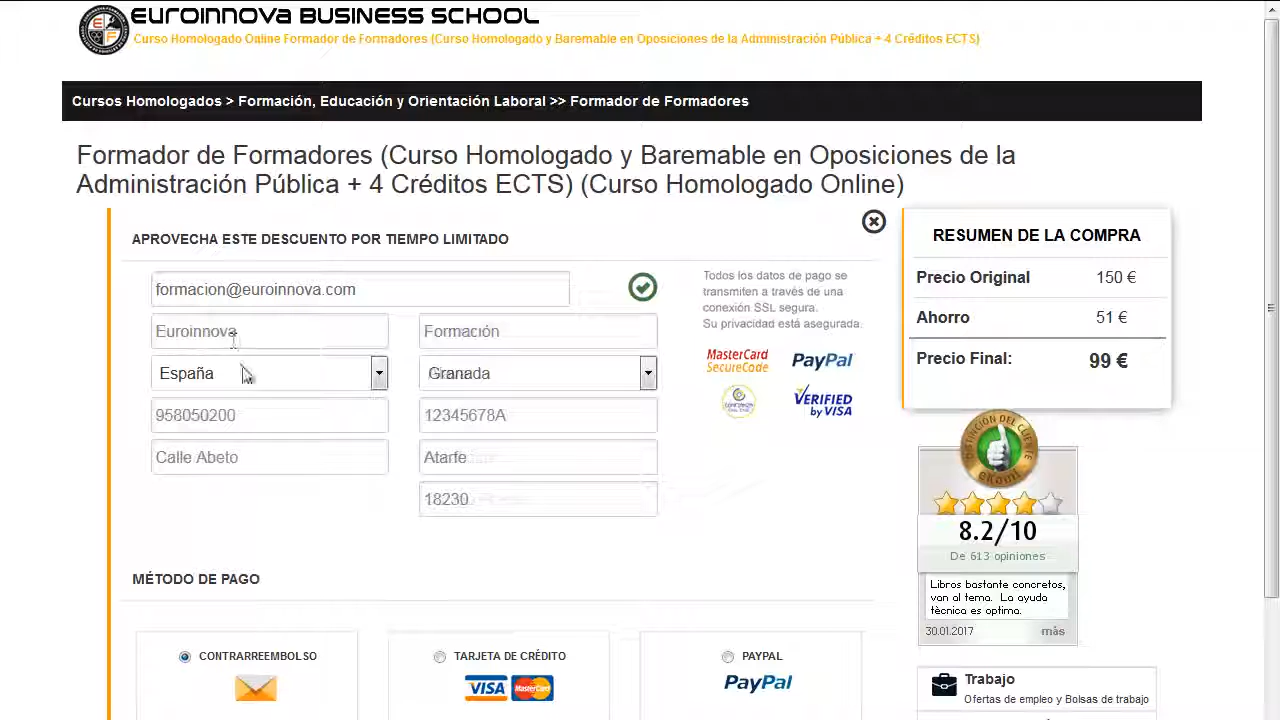 EUROINNOVA BUSINESS SCHOOL
Curso Homologado Online Formador de Formadores (Curso Homologado y Baremable en Oposiciones de la Administración Pública + 4 Créditos ECTS)
Cursos Homologados > Formación, Educación y Orientación Laboral >> Formador de Formadores
Formador de Formadores (Curso Homologado y Baremable en Oposiciones de la
Administración Pública + 4 Créditos ECTS) (Curso Homologado Online)
APROVECHA ESTE DESCUENTO POR TIEMPO LIMITADO
formacion@euroinnova.com
Euroinnova
Formación
España
Granada
958050200
12345678A
Calle Abeto
Atarfe
18230
Todos los datos de pago se
transmiten a través de una
conexión SSL segura.
Su privacidad está asegurada.
MasterCard
SecureCode
PayPal
VERIFIED
by VISA
RESUMEN DE LA COMPRA
Precio Original 150 €
Ahorro 51 €
Precio Final: 99 €
DISTINCIÓN DEL CLIENTE
eKomi
8.2/10
De 613 opiniones
Libros bastante concretos,
van al tema. La ayuda
tècnica es optima.
30.01.2017 más
Trabajo
Ofertas de empleo y Bolsas de trabajo
MÉTODO DE PAGO
CONTRARREEMBOLSO
TARJETA DE CRÉDITO
VISA
MasterCard
PAYPAL
PayPal